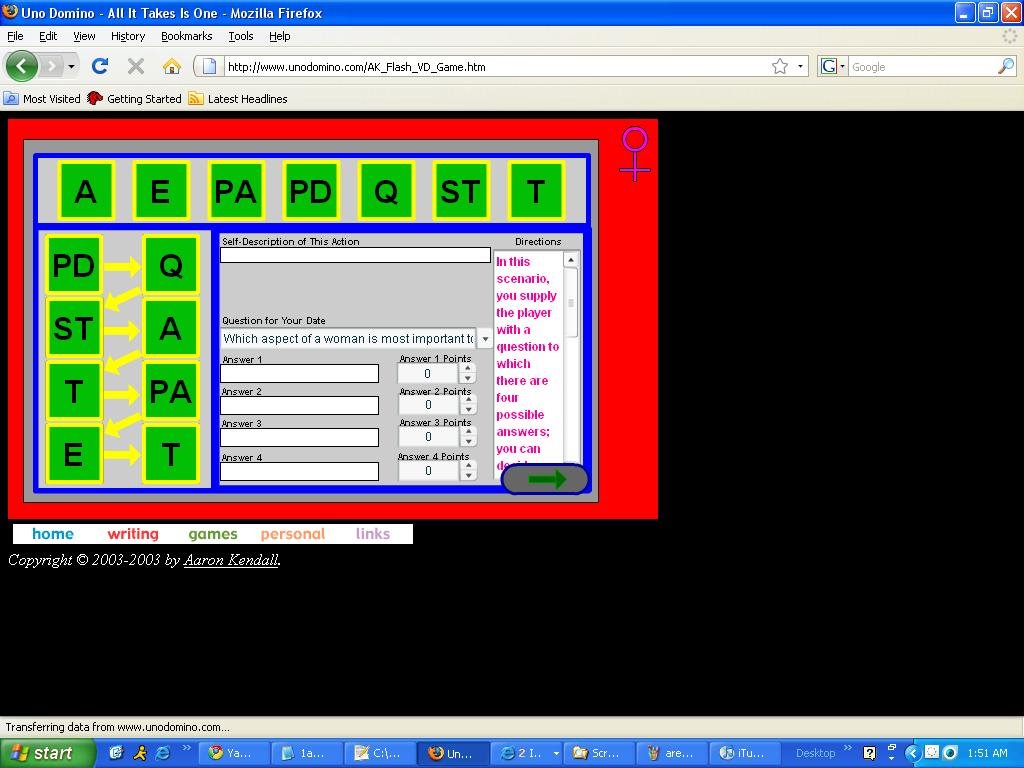 Uno Domino - All It Takes Is One - Mozilla Firefox
File Edit View History Bookmarks Tools Help
http://www.unodomino.com/AK_Flash_VD_Game.htm
G Google
Most Visited Getting Started Latest Headlines
A E PA PD Q ST T
PD Q
ST A
T PA
E T
Self-Description of This Action
Question for Your Date
Which aspect of a woman is most important to
Answer 1 Answer 1 Points
0
Answer 2 Answer 2 Points
0
Answer 3 Answer 3 Points
0
Answer 4 Answer 4 Points
0
Directions
In this
scenario,
you supply
the player
with a
question to
which
there are
four
possible
answers;
you can
home writing games personal links
Copyright © 2003-2003 by Aaron Kendall.
Transferring data from www.unodomino.com...
start Ya... 1a... C:\... Un... 2 I... Scr... are... iTu... Desktop 1:51 AM